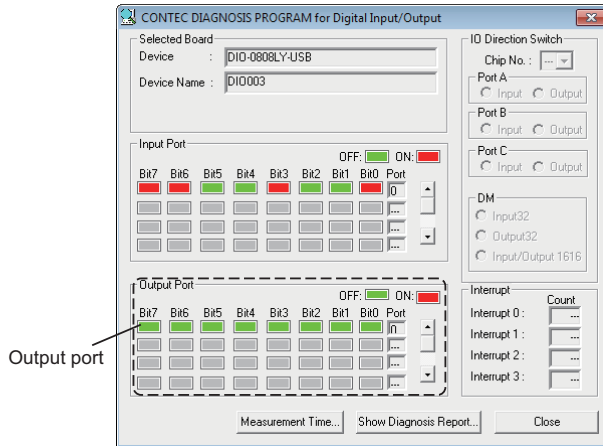 CONTEC DIAGNOSIS PROGRAM for Digital Input/Output
Selected Board
Device : DIO-0808LY-USB
Device Name : DIO003
Input Port
OFF: ON:
Bit7 Bit6 Bit5 Bit4 Bit3 Bit2 Bit1 Bit0 Port
0
...
...
...
Output Port
OFF: ON:
Bit7 Bit6 Bit5 Bit4 Bit3 Bit2 Bit1 Bit0 Port
0
...
...
...
Output port
IO Direction Switch
Chip No. : ---
Port A
Input Output
Port B
Input Output
Port C
Input Output
DM
Input32
Output32
Input/Output 1616
Interrupt
Count
Interrupt 0 : ...
Interrupt 1 : ...
Interrupt 2 : ...
Interrupt 3 : ...
Measurement Time... Show Diagnosis Report... Close